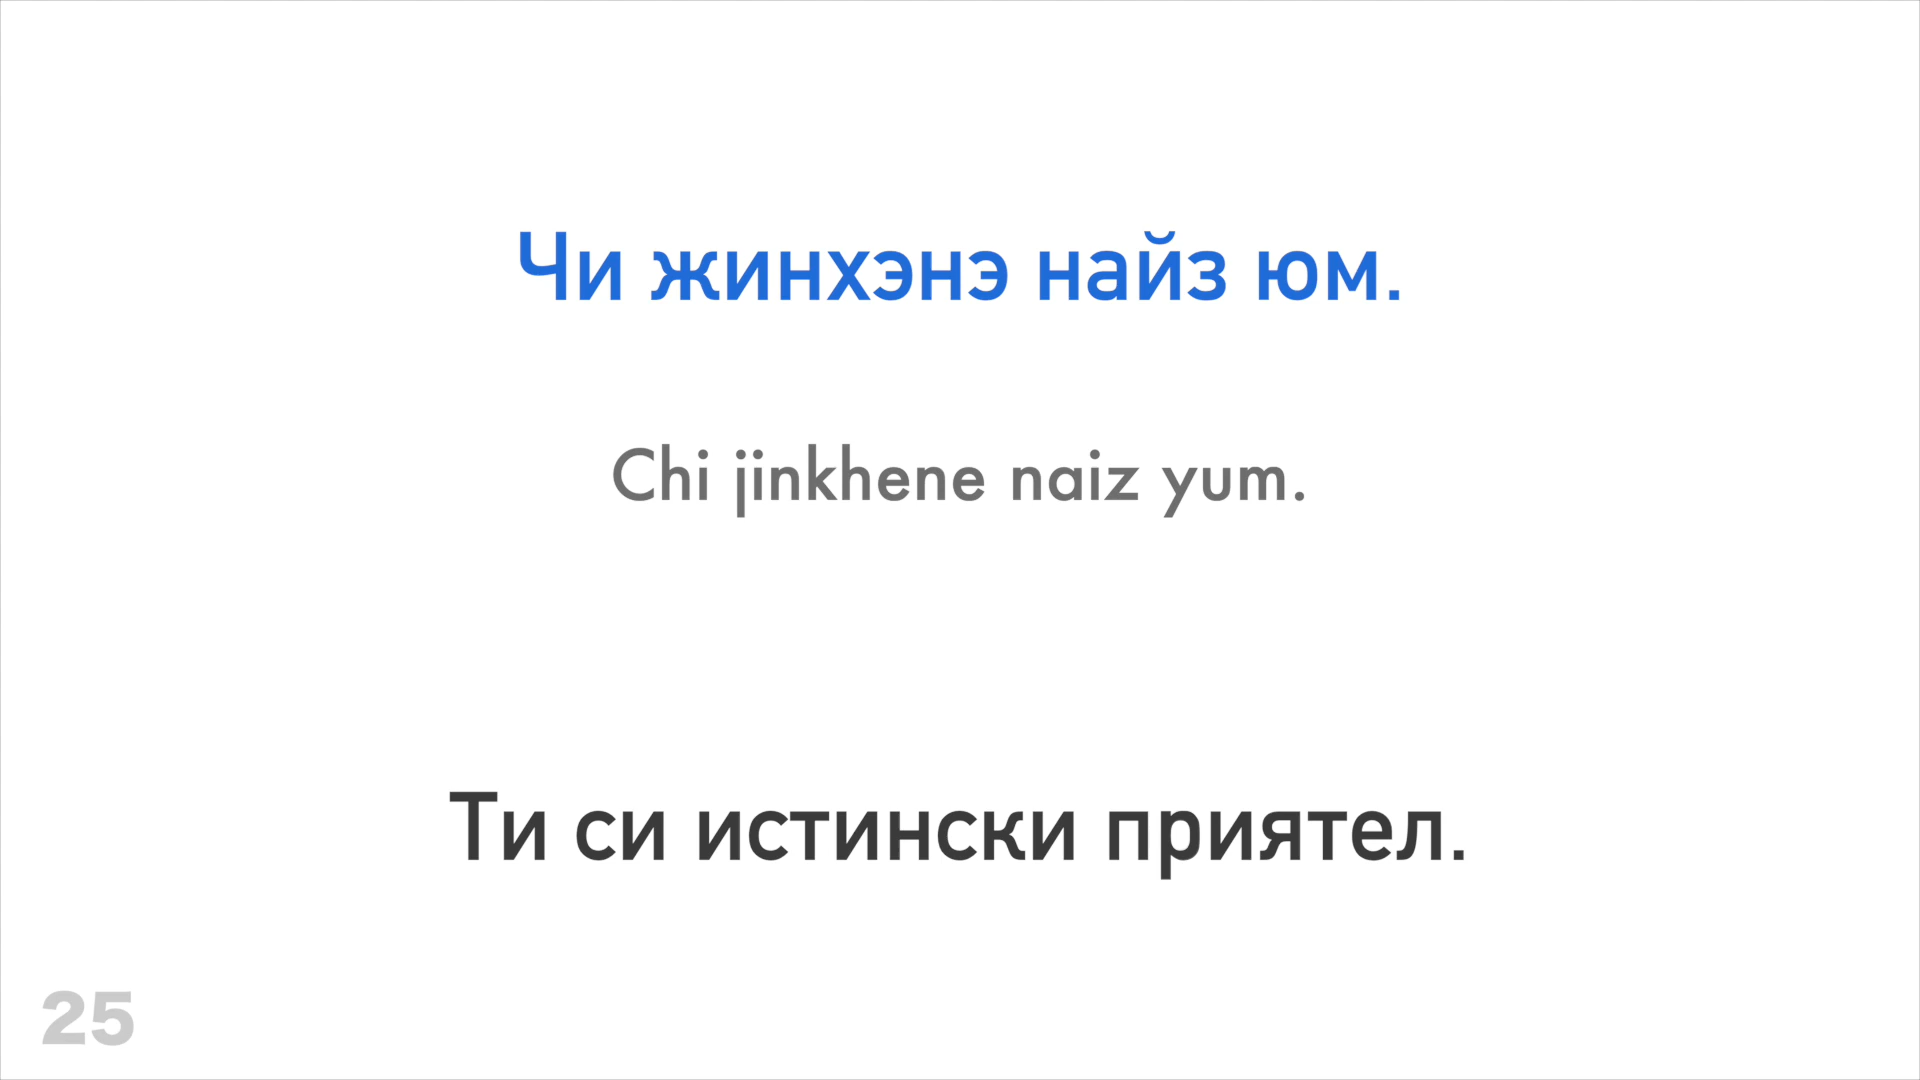 Чи жинхэнэ найз юм.
Chi jinkhene naiz yum.
Ти си истински приятел.
25